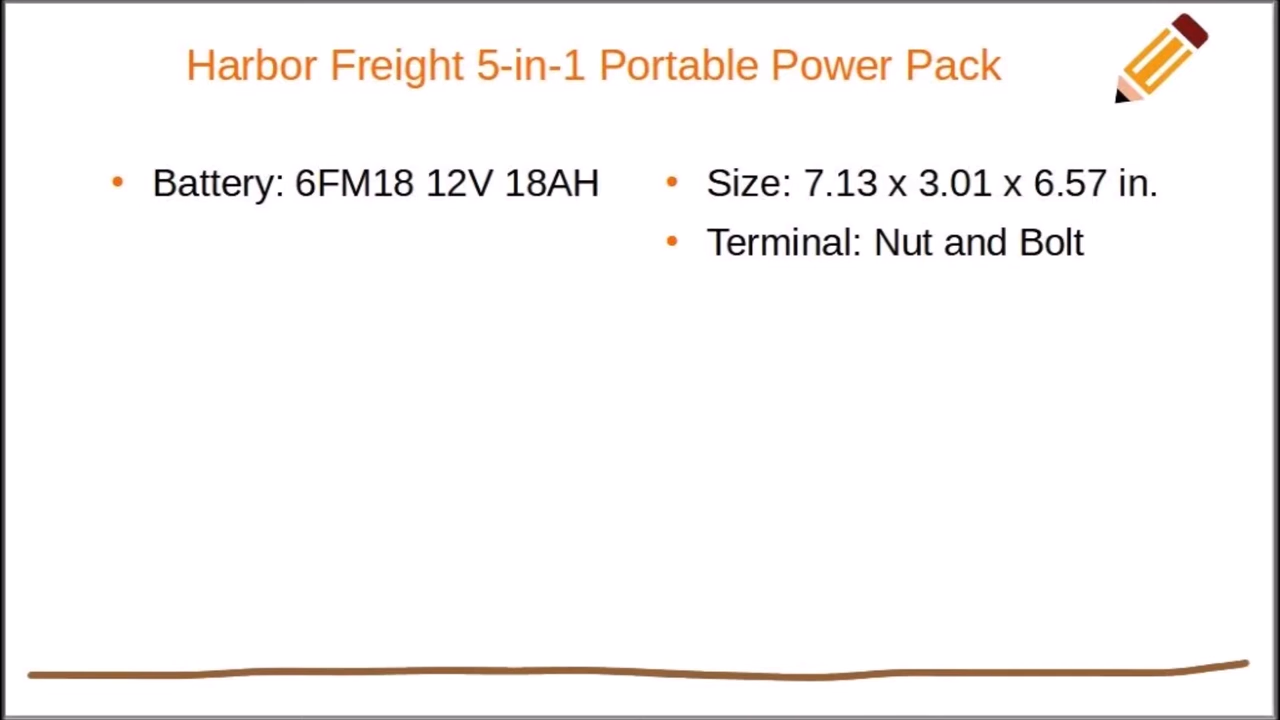 Harbor Freight 5-in-1 Portable Power Pack
• Battery: 6FM18 12V 18AH
• Size: 7.13 x 3.01 x 6.57 in.
• Terminal: Nut and Bolt